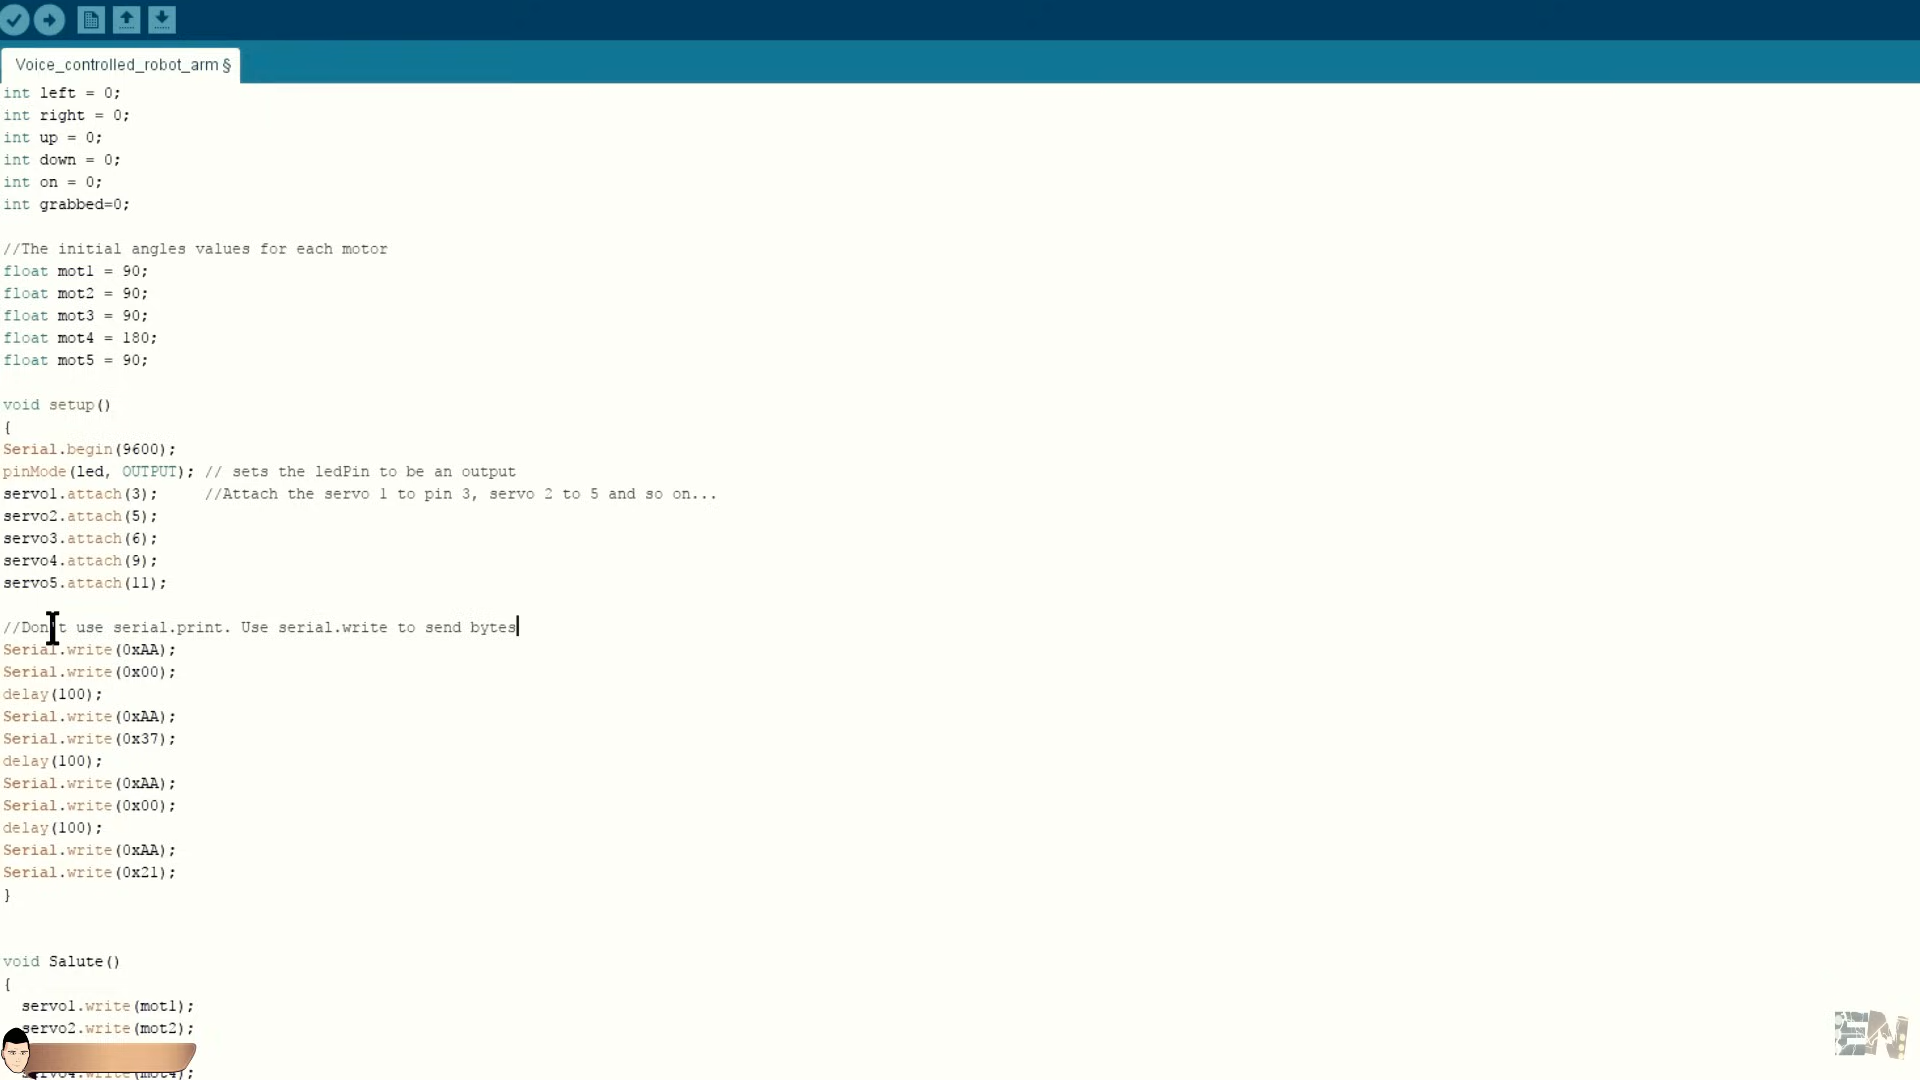 Voice_controlled_robot_arm §
int left = 0;
int right = 0;
int up = 0;
int down = 0;
int on = 0;
int grabbed=0;
//The initial angles values for each motor
float mot1 = 90;
float mot2 = 90;
float mot3 = 90;
float mot4 = 180;
float mot5 = 90;
void setup()
{
Serial.begin(9600);
pinMode(led, OUTPUT); // sets the ledPin to be an output
servo1.attach(3);     //Attach the servo 1 to pin 3, servo 2 to 5 and so on...
servo2.attach(5);
servo3.attach(6);
servo4.attach(9);
servo5.attach(11);
//Don't use serial.print. Use serial.write to send bytes
Serial.write(0xAA);
Serial.write(0x00);
delay(100);
Serial.write(0xAA);
Serial.write(0x37);
delay(100);
Serial.write(0xAA);
Serial.write(0x00);
delay(100);
Serial.write(0xAA);
Serial.write(0x21);
}
void Salute()
{
  servo1.write(mot1);
  servo2.write(mot2);
  servo4.write(mot4);
EN